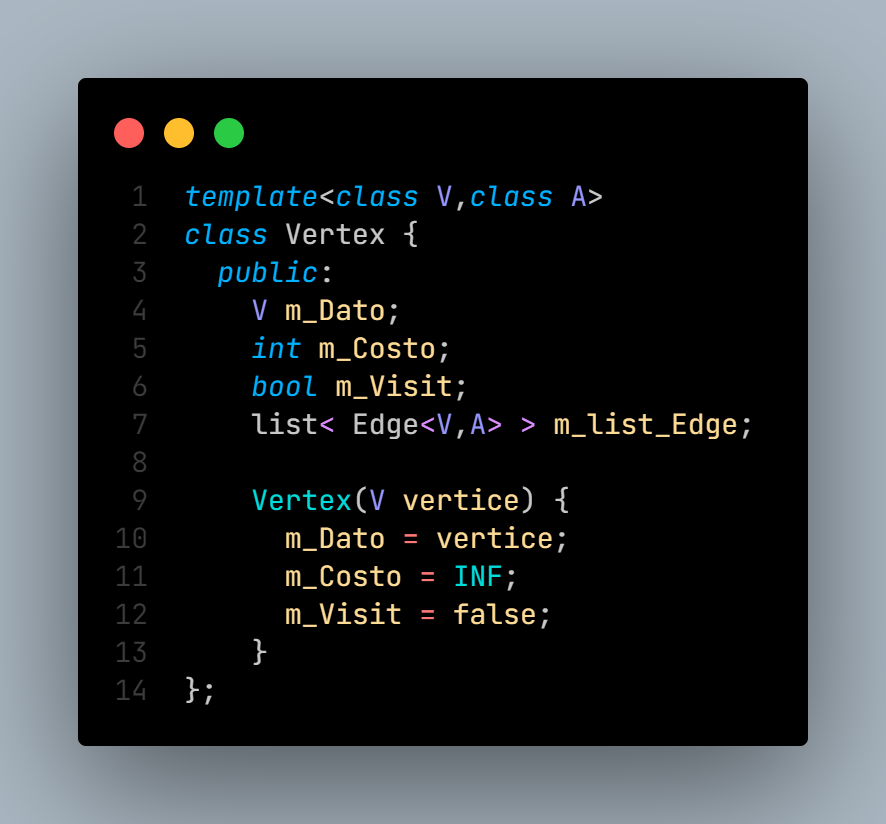 1 template<class V,class A>
2 class Vertex {
3   public:
4     V m_Dato;
5     int m_Costo;
6     bool m_Visit;
7     list< Edge<V,A> > m_list_Edge;
8
9     Vertex(V vertice) {
10       m_Dato = vertice;
11       m_Costo = INF;
12       m_Visit = false;
13     }
14 };